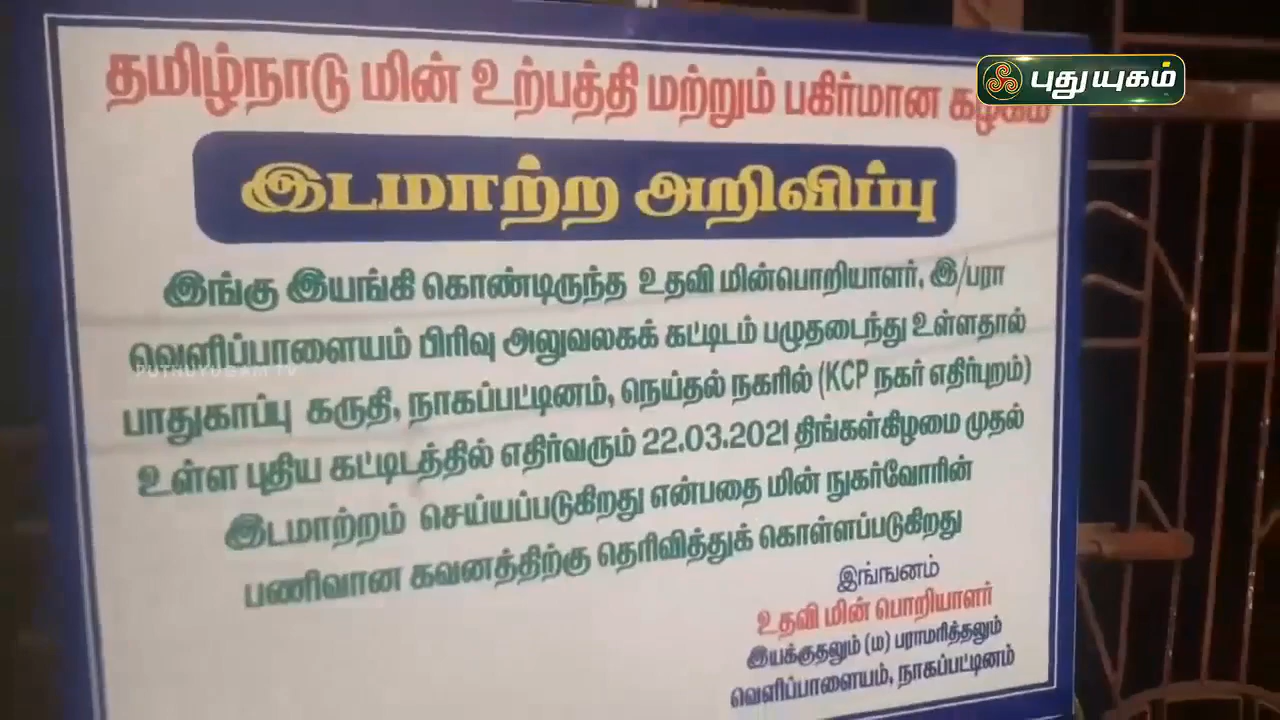 தமிழ்நாடு மின் உற்பத்தி மற்றும் பகிர்மான கழகம்
புதுயுகம்
இடமாற்ற அறிவிப்பு
இங்கு இயங்கி கொண்டிருந்த உதவி மின்பொறியாளர், இ/பரா
வெளிப்பாளையம் பிரிவு அலுவலகக் கட்டிடம் பழுதடைந்து உள்ளதால்
PUTHUYUGAM TV
பாதுகாப்பு கருதி, நாகப்பட்டினம், நெய்தல் நகரில் (KCP நகர் எதிர்புறம்)
உள்ள புதிய கட்டிடத்தில் எதிர்வரும் 22.03.2021 திங்கள்கிழமை முதல்
இடமாற்றம் செய்யப்படுகிறது என்பதை மின் நுகர்வோரின்
பணிவான கவனத்திற்கு தெரிவித்துக் கொள்ளப்படுகிறது
இங்ஙனம்
உதவி மின் பொறியாளர்
இயக்குதலும் (ம) பராமரித்தலும்
வெளிப்பாளையம், நாகப்பட்டினம்